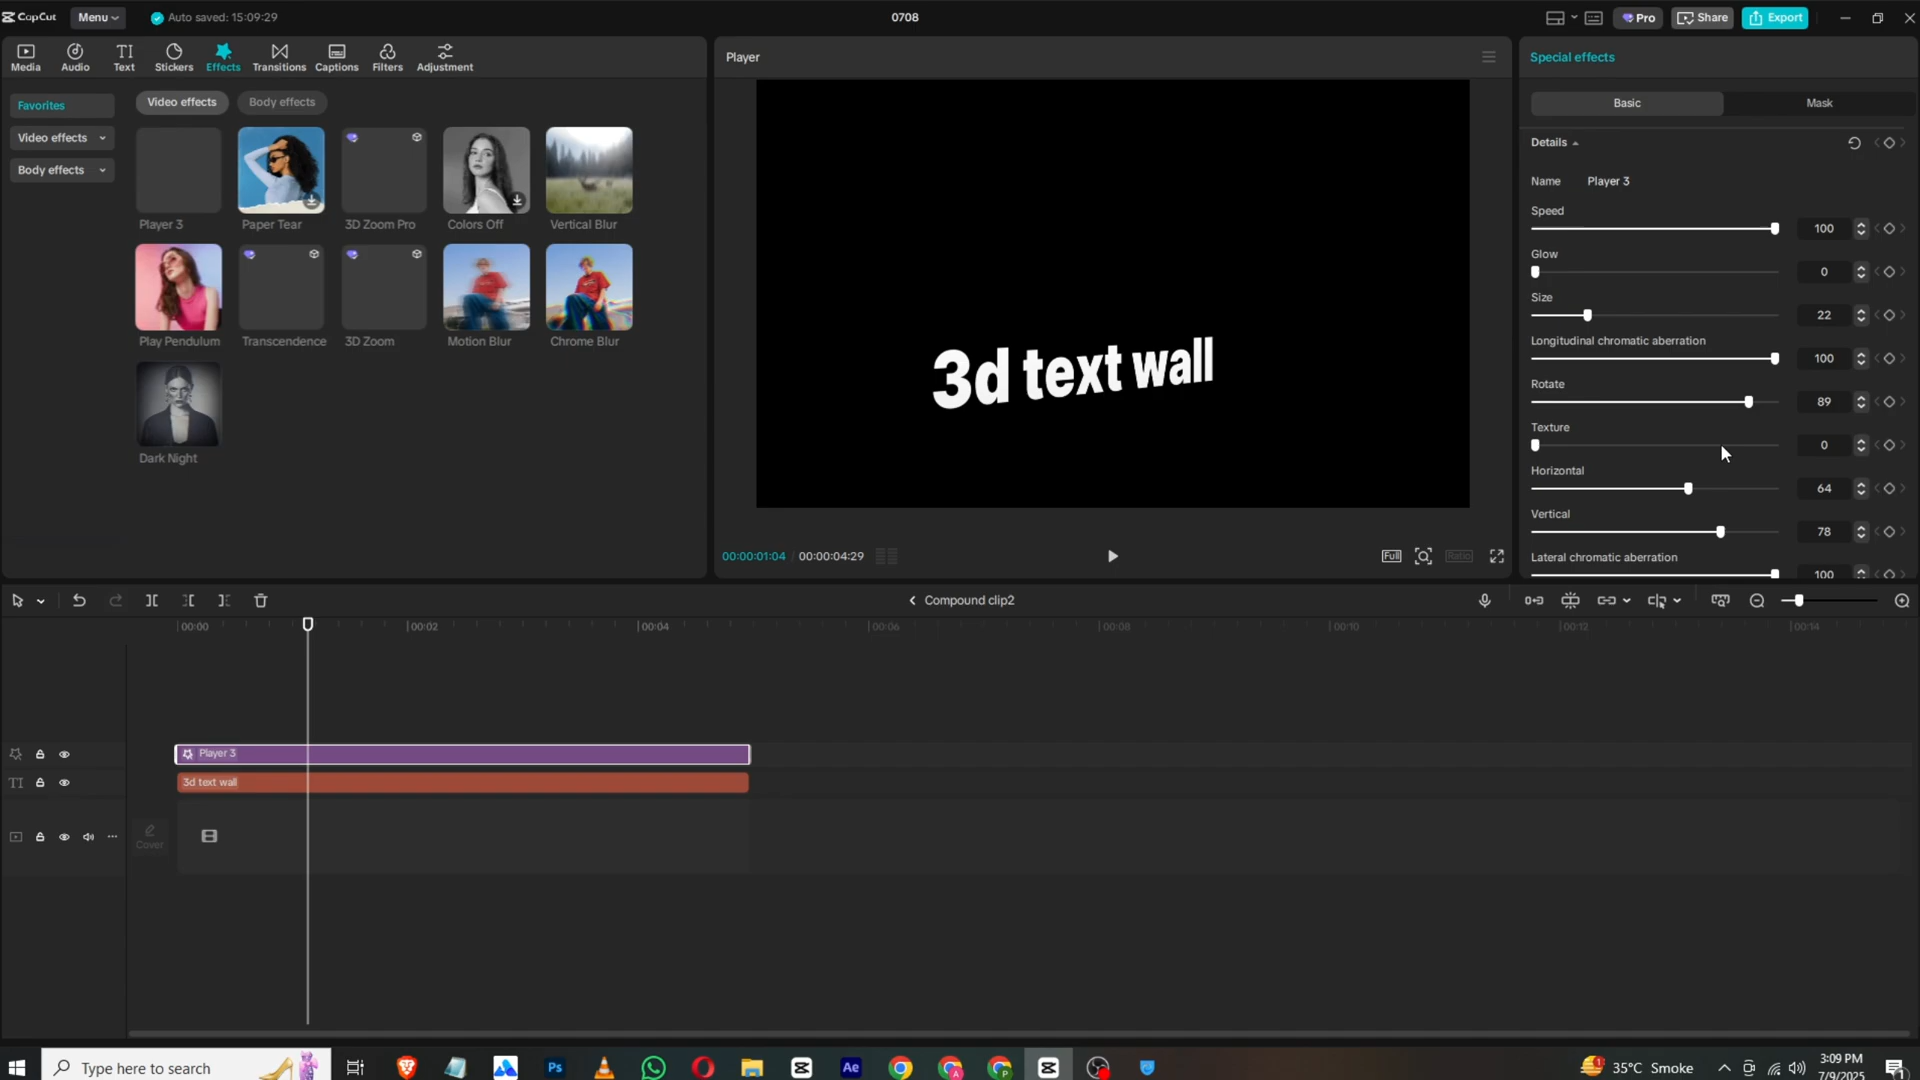 CapCut Menu Auto saved: 15:09:29 0708 Pro Share Export
Media Audio Text Stickers Effects Transitions Captions Filters Adjustment
Favorites
Video effects
Body effects
Video effects Body effects
Player 3 Paper Tear 3D Zoom Pro Colors Off Vertical Blur
Play Pendulum Transcendence 3D Zoom Motion Blur Chrome Blur
Dark Night
Player
3d text wall
00:00:01:04 / 00:00:04:29 Full Ratio
Special effects
Basic Mask
Details
Name Player 3
Speed
100
Glow
0
Size
22
Longitudinal chromatic aberration
100
Rotate
89
Texture
0
Horizontal
64
Vertical
78
Lateral chromatic aberration
100
Compound clip2
00:00 00:02 00:04 00:06 00:08 00:10 00:12 00:14
Player 3
TI 3d text wall
Cover
Type here to search Ps Ae 35°C Smoke 3:09 PM
7/9/2025